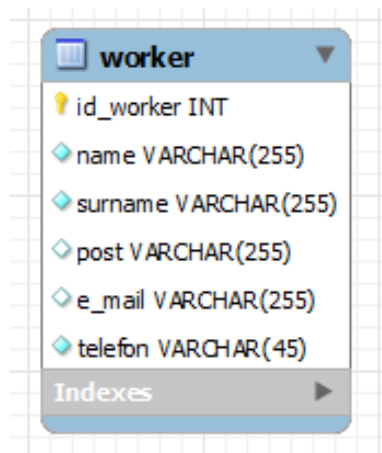 worker
id_worker INT
name VARCHAR(255)
surname VARCHAR(255)
post VARCHAR(255)
e_mail VARCHAR(255)
telefon VARCHAR(45)
Indexes